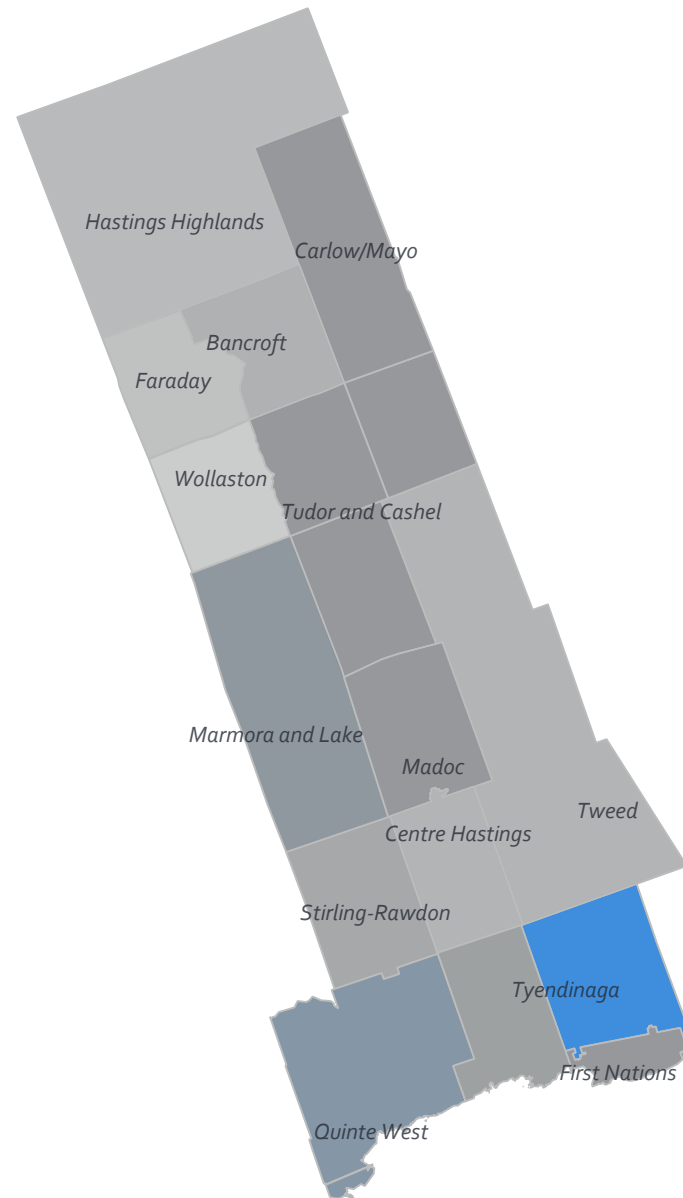 Hastings Highlands
Carlow/Mayo
Bancroft
Faraday
Wollaston
Tudor and Cashel
Marmora and Lake
Madoc
Tweed
Centre Hastings
Stirling-Rawdon
Tyendinaga
First Nations
Quinte West